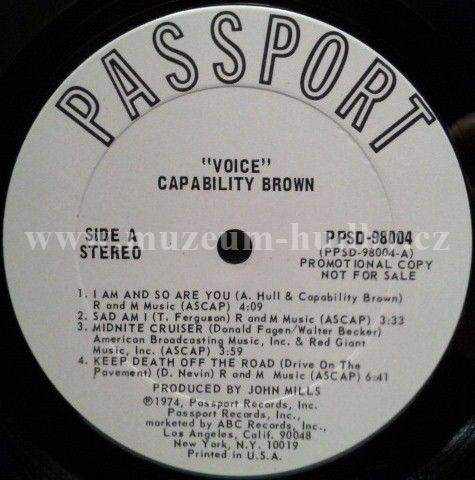 PASSPORT
"VOICE"
CAPABILITY BROWN
SIDE A
STEREO
PPSD-98004
(PPSD-98004-A)
PROMOTIONAL COPY
NOT FOR SALE
www.muzeum-hudby.cz
1. I AM AND SO ARE YOU (A. Hull & Capability Brown)
R and M Music (ASCAP) 4:09
2. SAD AM I (T. Ferguson) R and M Music (ASCAP) 3:33
3. MIDNITE CRUISER (Donald Fagen/Walter Becker)
American Broadcasting Music, Inc. & Red Giant
Music, Inc. (ASCAP) 3:59
4. KEEP DEATH OFF THE ROAD (Drive On The
Pavement) (D. Nevin) R and M Music (ASCAP) 6:41
PRODUCED BY JOHN MILLS
©1974, Passport Records, Inc.
Passport Records, Inc.,
marketed by ABC Records, Inc.
Los Angeles, Calif. 90048
New York, N.Y. 10019
Printed in U.S.A.